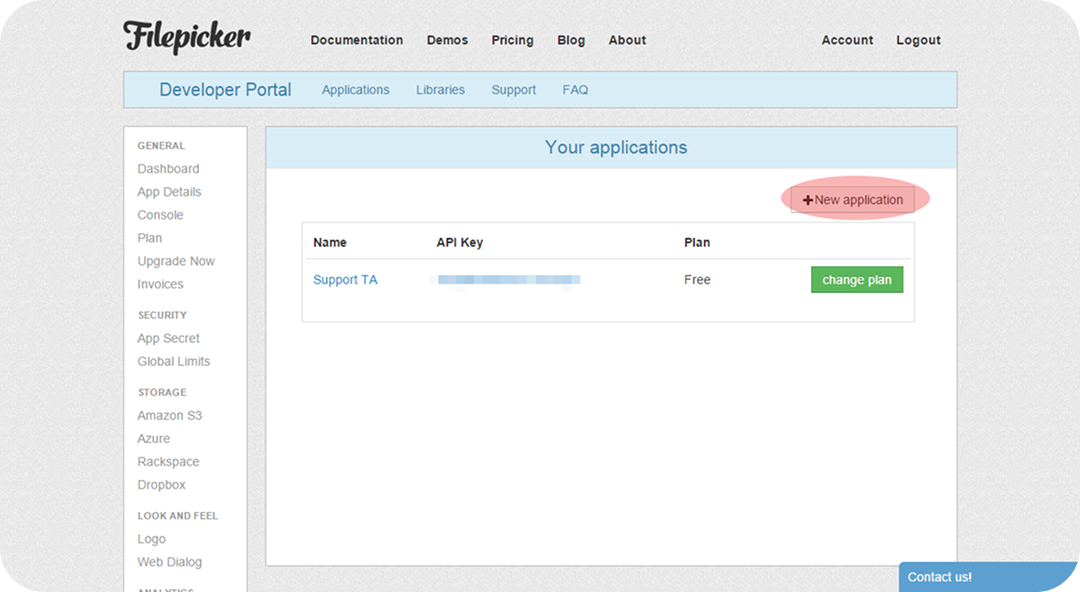 Filepicker
Documentation Demos Pricing Blog About Account Logout
Developer Portal Applications Libraries Support FAQ
GENERAL
Dashboard
App Details
Console
Plan
Upgrade Now
Invoices
SECURITY
App Secret
Global Limits
STORAGE
Amazon S3
Azure
Rackspace
Dropbox
LOOK AND FEEL
Logo
Web Dialog
ANALYTICS
Your applications
+New application
Name API Key Plan
Support TA Free change plan
Contact us!